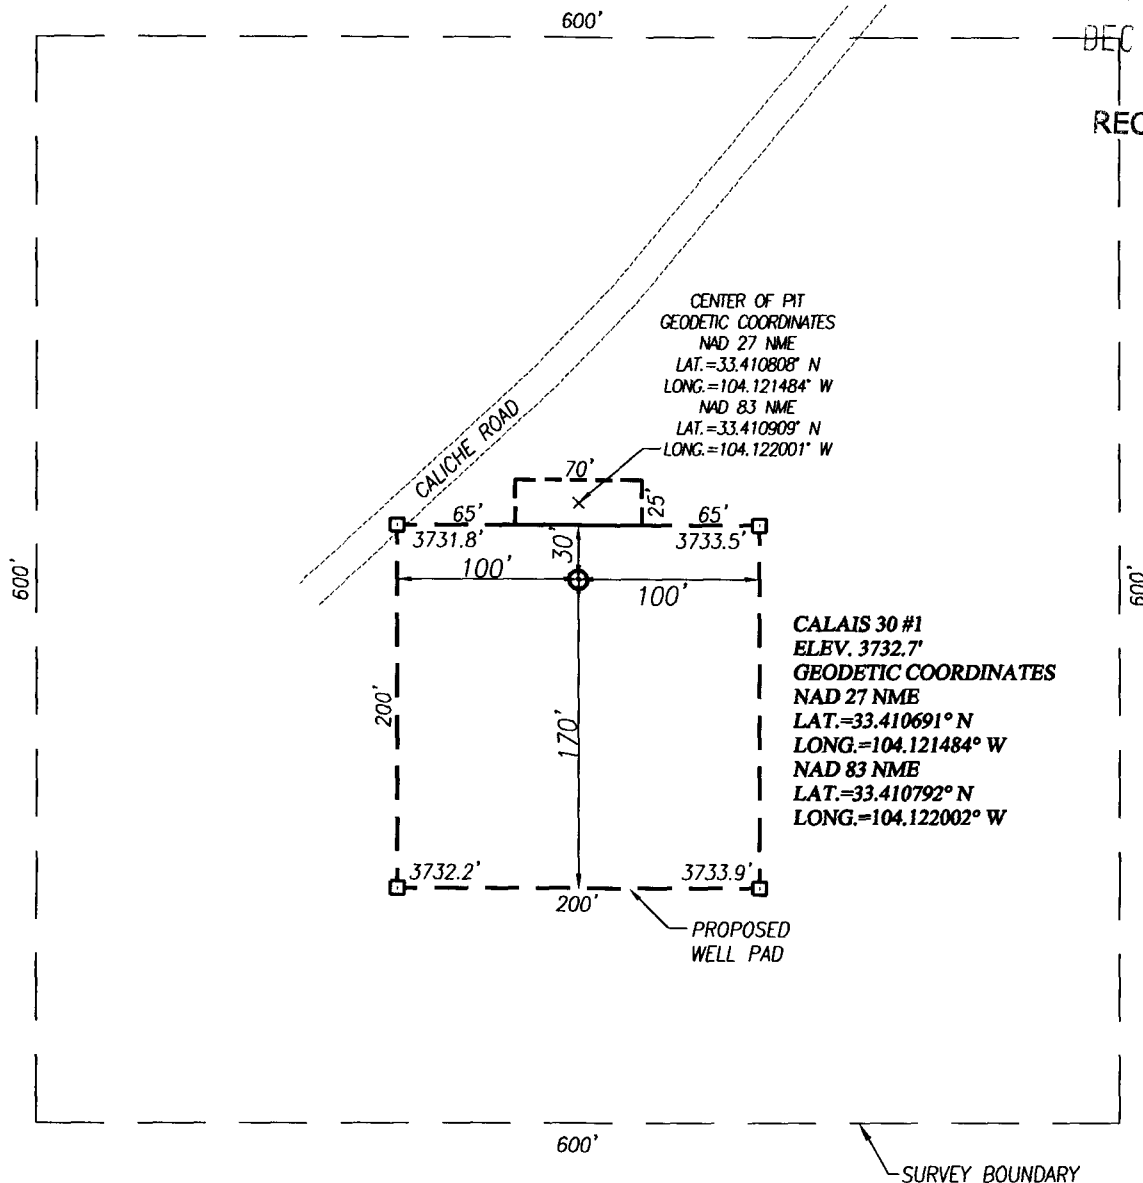 600'
DEC
REC
CENTER OF PIT
GEODETIC COORDINATES
NAD 27 NME
LAT.=33.410808° N
LONG.=104.121484° W
NAD 83 NME
LAT.=33.410909° N
LONG.=104.122001° W
CALICHE ROAD
70'
25'
65'
65'
3731.8'
30'
3733.5'
100'
100'
600'
600'
CALAIS 30 #1
ELEV. 3732.7'
GEODETIC COORDINATES
NAD 27 NME
LAT.=33.410691° N
LONG.=104.121484° W
NAD 83 NME
LAT.=33.410792° N
LONG.=104.122002° W
200'
170'
3732.2'
3733.9'
200'
PROPOSED
WELL PAD
600'
SURVEY BOUNDARY